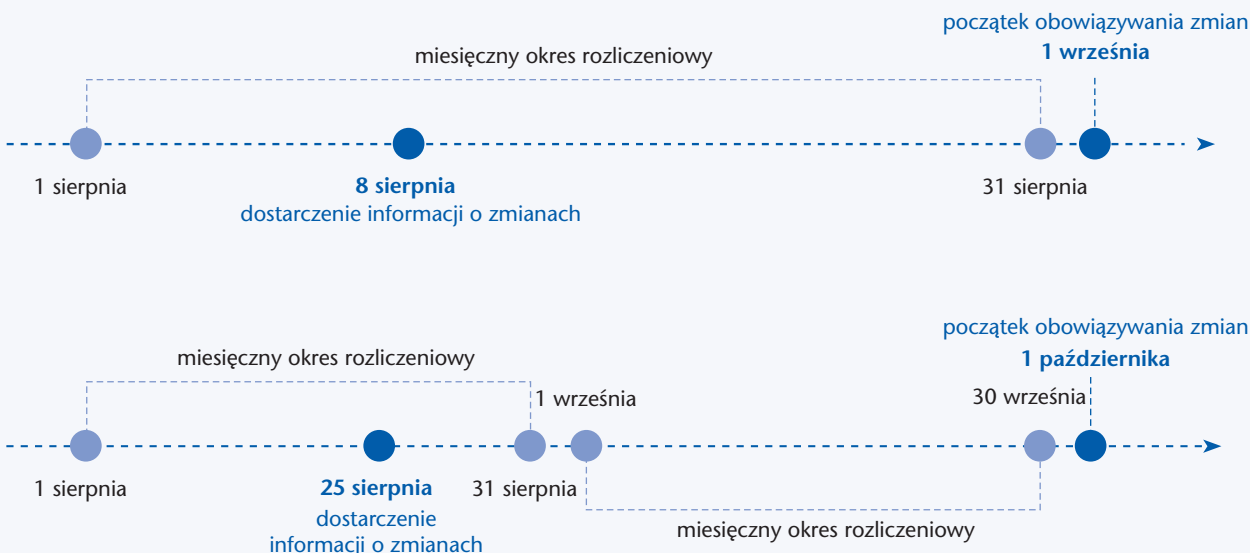 początek obowiązywania zmian
1 września
miesięczny okres rozliczeniowy
1 sierpnia
8 sierpnia
dostarczenie informacji o zmianach
31 sierpnia
początek obowiązywania zmian
1 października
miesięczny okres rozliczeniowy
1 września
30 września
1 sierpnia
25 sierpnia
dostarczenie
informacji o zmianach
31 sierpnia
miesięczny okres rozliczeniowy